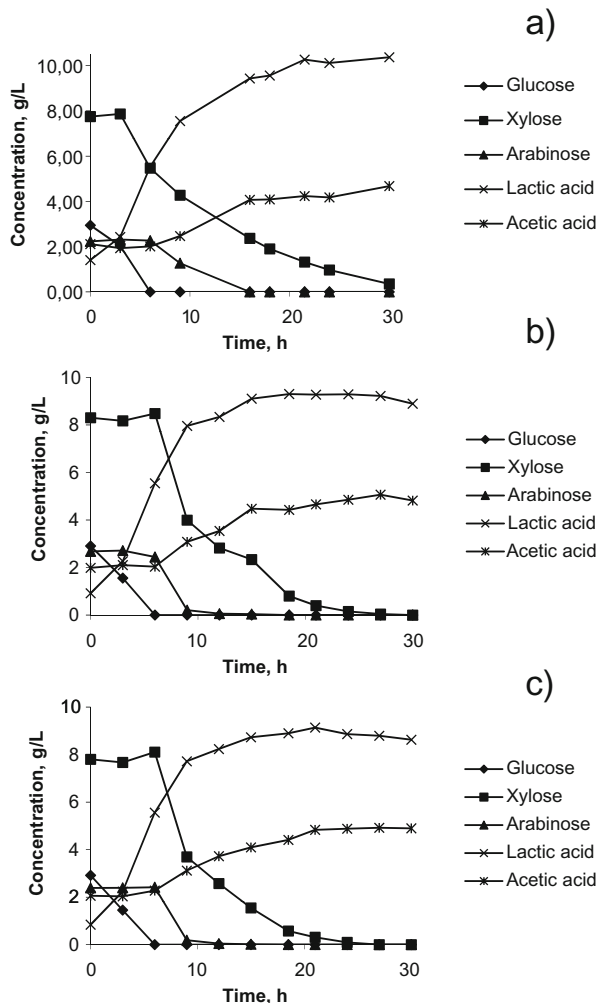 a)
Concentration, g/L
10,00
8,00
6,00
4,00
2,00
0,00
0 10 20 30
Time, h
Glucose
Xylose
Arabinose
Lactic acid
Acetic acid
b)
Concentration, g/L
10
8
6
4
2
0
0 10 20 30
Time, h
Glucose
Xylose
Arabinose
Lactic acid
Acetic acid
c)
Concentration, g/L
10
8
6
4
2
0
0 10 20 30
Time, h
Glucose
Xylose
Arabinose
Lactic acid
Acetic acid